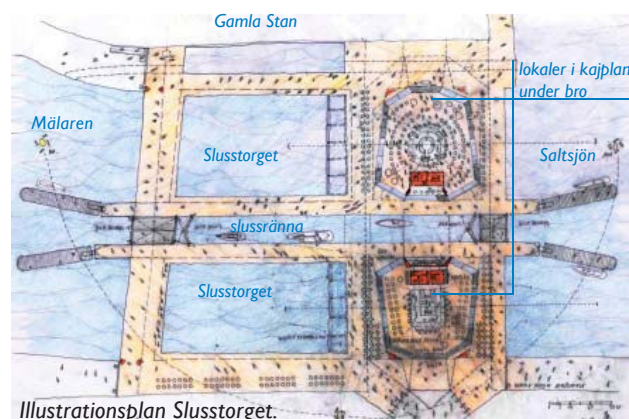 Gamla Stan
lokaler i kajplan
under bro
Mälaren
Slusstorget
Saltsjön
slussränna
Slusstorget
Illustrationsplan Slusstorget.